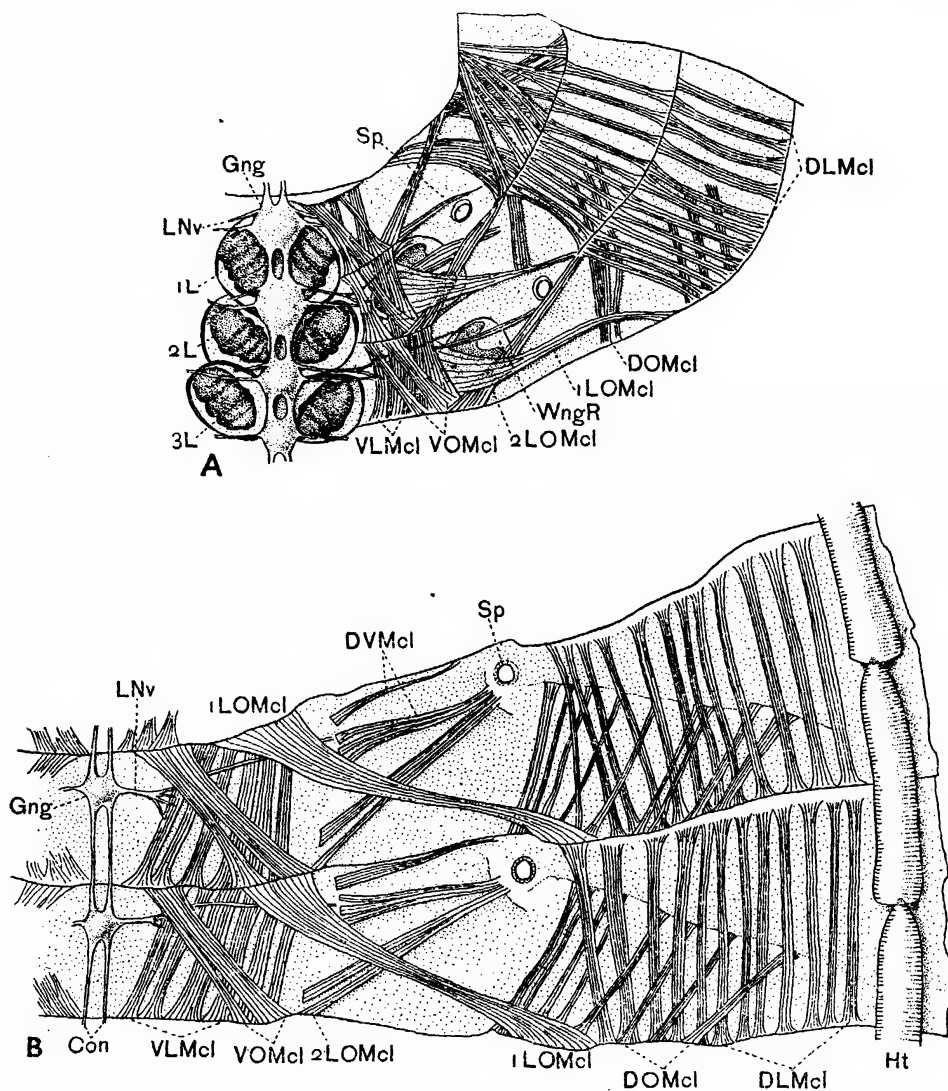 Sp
Gng
DLMcl
LNv
1L
2L
DOMcl
1LOMcl
WngR
3L
VLMcl VOMcl 2LOMcl
A
Sp
DVMcl
LNv
1LOMcl
Gng
B Con VLMcl VOMcl 2LOMcl 1LOMcl DOMcl DLMcl Ht